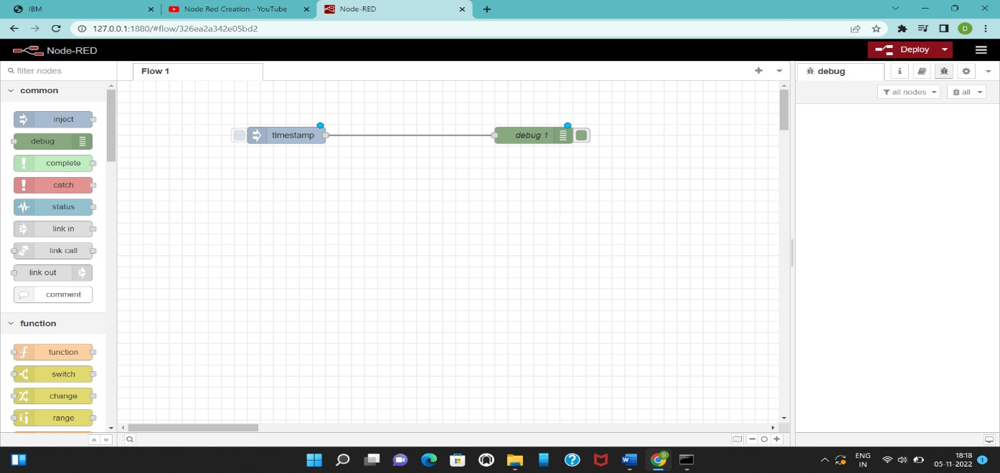 IBM
Node Red Creation - YouTube
Node-RED
127.0.0.1:1880/#flow/326ea2a342e05bd2
D
Node-RED
Deploy
filter nodes
Flow 1
debug
i
all nodes
all
common
inject
debug
complete
catch
status
link in
link call
link out
comment
function
function
switch
change
range
timestamp
debug 1
ENG
IN
18:18
05-11-2022
1